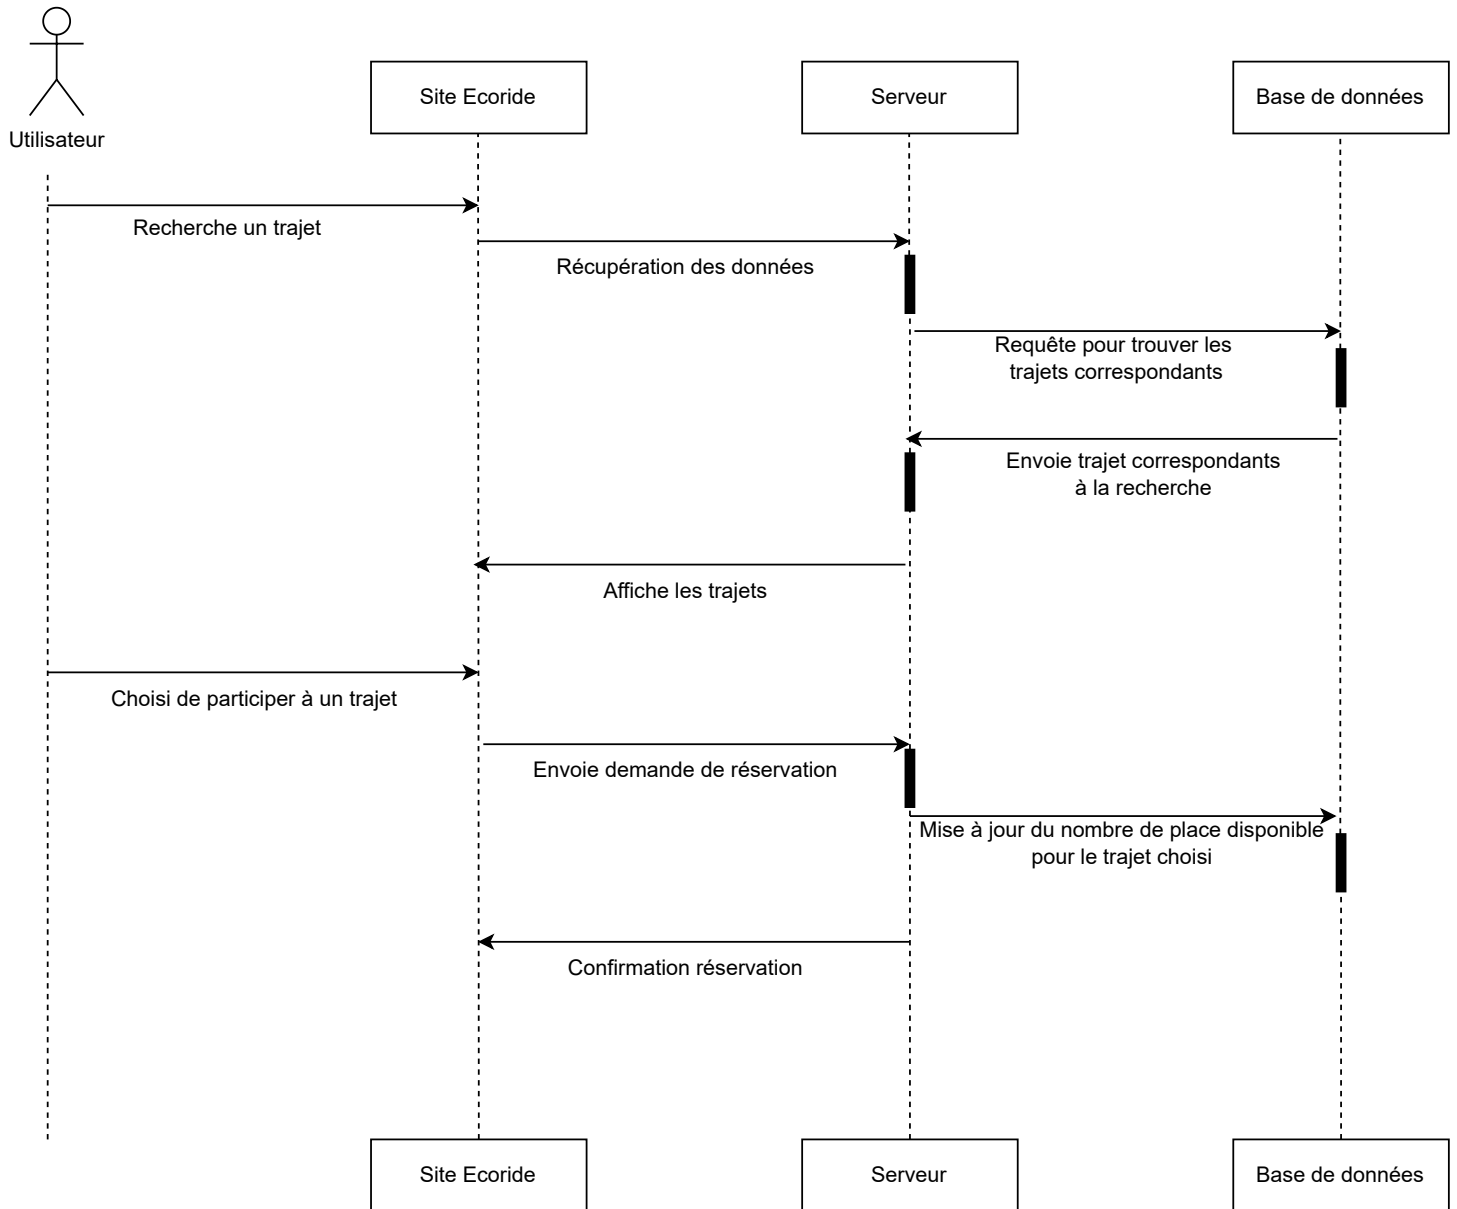 Utilisateur
Site Ecoride
Serveur
Base de données
Recherche un trajet
Récupération des données
Requête pour trouver les
trajets correspondants
Envoie trajet correspondants
à la recherche
Affiche les trajets
Choisi de participer à un trajet
Envoie demande de réservation
Mise à jour du nombre de place disponible
pour le trajet choisi
Confirmation réservation
Site Ecoride
Serveur
Base de données